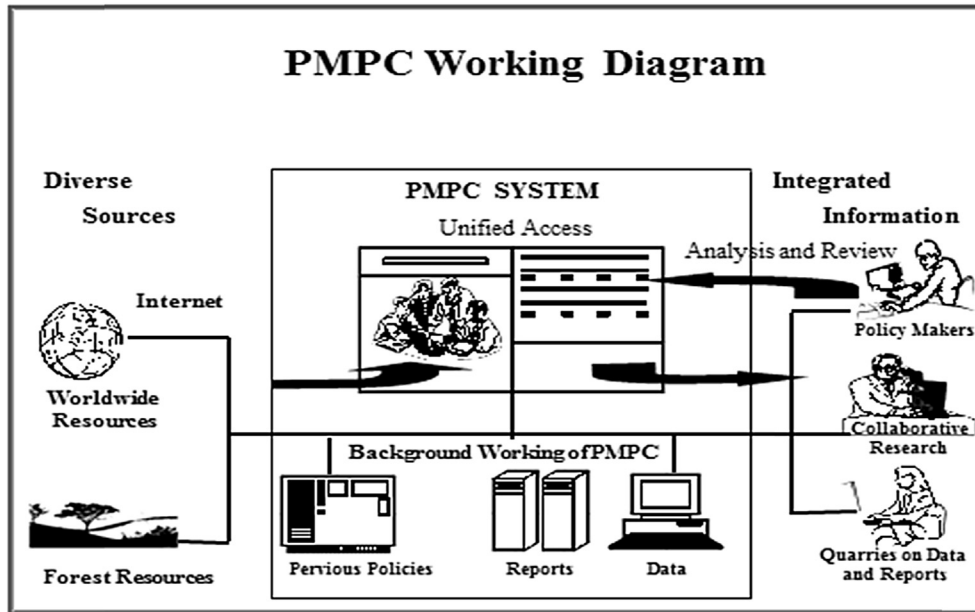 PMPC Working Diagram
Diverse
Sources
Internet
Worldwide
Resources
Forest Resources
PMPC SYSTEM
Unified Access
Background Working of PMPC
Pervious Policies
Reports
Data
Integrated
Information
Analysis and Review
Policy Makers
Collaborative
Research
Quarries on Data
and Reports